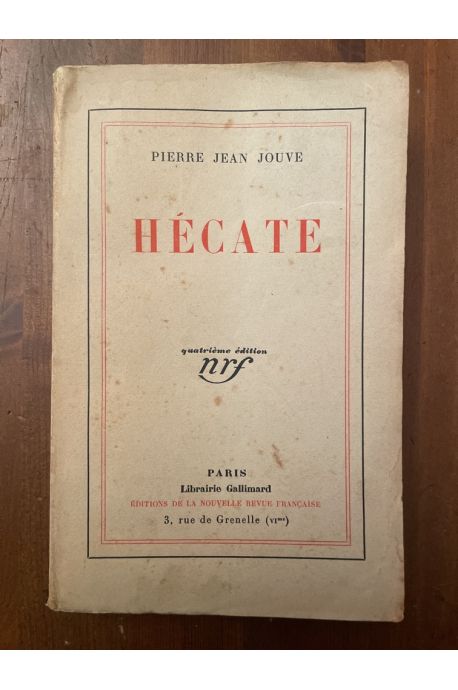 PIERRE JEAN JOUVE
HÉCATE
quatrième édition
nrf
PARIS
Librairie Gallimard
ÉDITIONS DE LA NOUVELLE REVUE FRANÇAISE
3, rue de Grenelle (VIme)